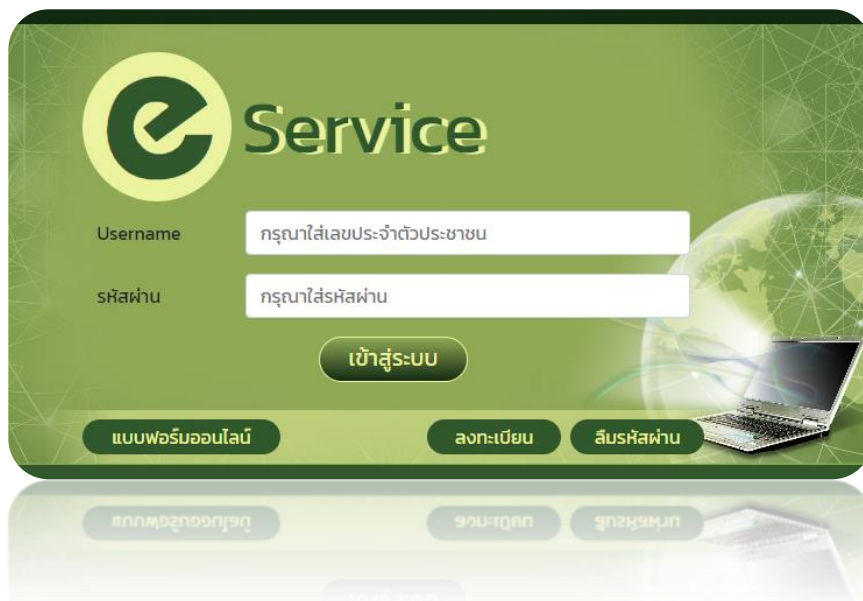 e Service
Username กรุณาใส่เลขประจำตัวประชาชน
รหัสผ่าน กรุณาใส่รหัสผ่าน
เข้าสู่ระบบ
แบบฟอร์มออนไลน์ ลงทะเบียน ลืมรหัสผ่าน